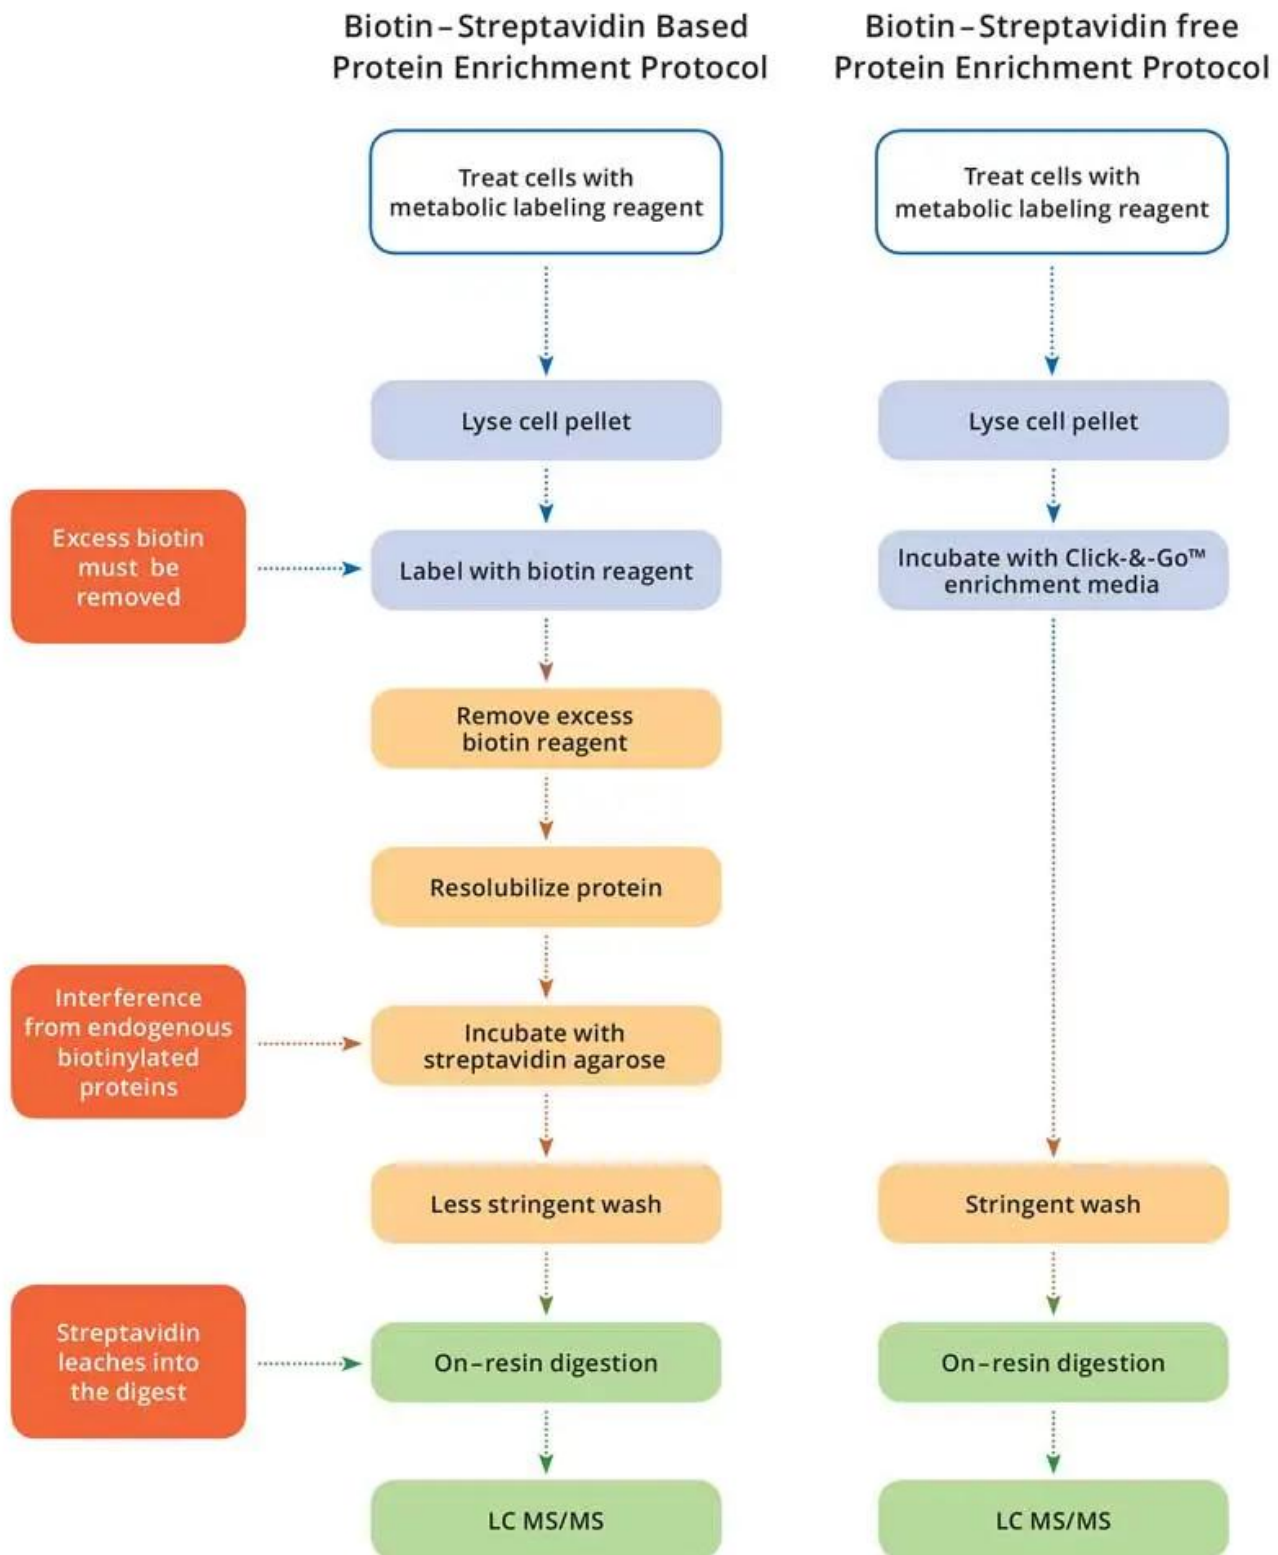 Biotin–Streptavidin Based
Protein Enrichment Protocol
Biotin–Streptavidin free
Protein Enrichment Protocol
Treat cells with
metabolic labeling reagent
Treat cells with
metabolic labeling reagent
Lyse cell pellet
Lyse cell pellet
Excess biotin
must be
removed
Label with biotin reagent
Incubate with Click-&-Go™
enrichment media
Remove excess
biotin reagent
Resolubilize protein
Interference
from endogenous
biotinylated
proteins
Incubate with
streptavidin agarose
Less stringent wash
Stringent wash
Streptavidin
leaches into
the digest
On–resin digestion
On–resin digestion
LC MS/MS
LC MS/MS